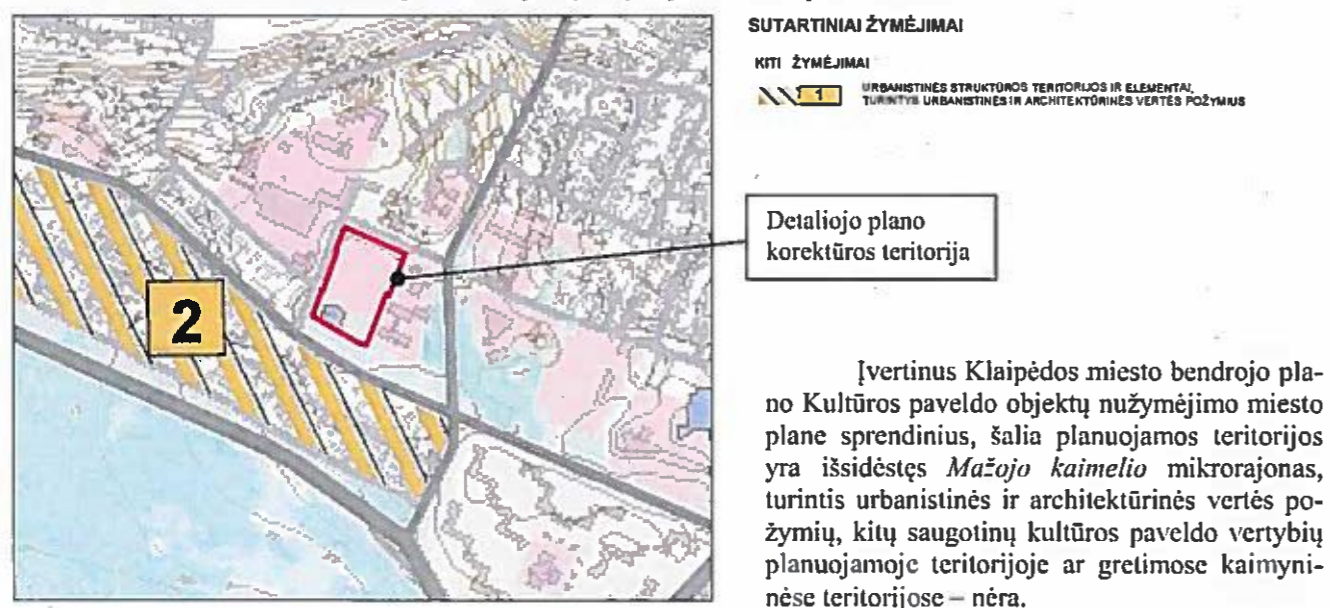 SUTARTINIAI ŽYMĖJIMAI
KITI ŽYMĖJIMAI
1
URBANISTINĖS STRUKTŪROS TERITORIJOS IR ELEMENTAI,
TURINTYS URBANISTINĖS IR ARCHITEKTŪRINĖS VERTĖS POŽYMIUS
Detaliojo plano
korektūros teritorija
2
Įvertinus Klaipėdos miesto bendrojo pla-
no Kultūros paveldo objektų nužymėjimo miesto
plane sprendinius, šalia planuojamos teritorijos
yra išsidėstęs Mažojo kaimelio mikrorajonas,
turintis urbanistinės ir architektūrinės vertės po-
žymių, kitų saugotinų kultūros paveldo vertybių
planuojamoje teritorijoje ar gretimose kaimyni-
nėse teritorijose – nėra.